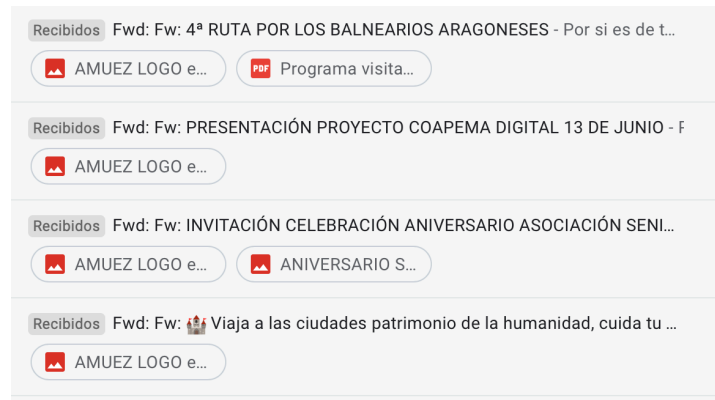 Recibidos Fwd: Fw: 4ª RUTA POR LOS BALNEARIOS ARAGONESES - Por si es de t...
AMUEZ LOGO e... PDF Programa visita...
Recibidos Fwd: Fw: PRESENTACIÓN PROYECTO COAPEMA DIGITAL 13 DE JUNIO -
AMUEZ LOGO e...
Recibidos Fwd: Fw: INVITACIÓN CELEBRACIÓN ANIVERSARIO ASOCIACIÓN SENI...
AMUEZ LOGO e... ANIVERSARIO S...
Recibidos Fwd: Fw: 🏰 Viaja a las ciudades patrimonio de la humanidad, cuida tu ...
AMUEZ LOGO e...